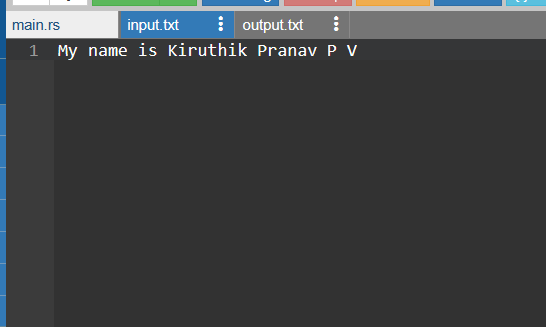 main.rs input.txt output.txt
1 My name is Kiruthik Pranav P V